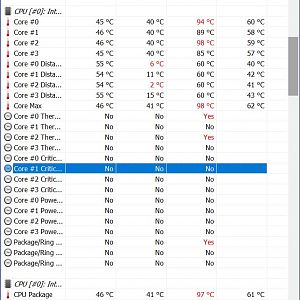 CPU [#0]: Int...
Core #0 45 °C 40 °C 94 °C 60 °C
Core #1 46 °C 40 °C 89 °C 58 °C
Core #2 46 °C 40 °C 98 °C 59 °C
Core #3 45 °C 40 °C 85 °C 57 °C
Core #0 Dista... 55 °C 6 °C 60 °C 40 °C
Core #1 Dista... 54 °C 11 °C 60 °C 42 °C
Core #2 Dista... 54 °C 2 °C 60 °C 41 °C
Core #3 Dista... 55 °C 15 °C 60 °C 43 °C
Core Max 46 °C 41 °C 98 °C 62 °C
Core #0 Ther... No No Yes
Core #1 Ther... No No No
Core #2 Ther... No No Yes
Core #3 Ther... No No No
Core #0 Critic... No No No
Core #1 Critic... No No No
Core #2 Critic... No No No
Core #3 Critic... No No No
Core #0 Powe... No No No
Core #1 Powe... No No No
Core #2 Powe... No No No
Core #3 Powe... No No No
Package/Ring ... No No Yes
Package/Ring ... No No No
Package/Ring ... No No No
CPU [#0]: Int...
CPU Package 46 °C 41 °C 97 °C 61 °C